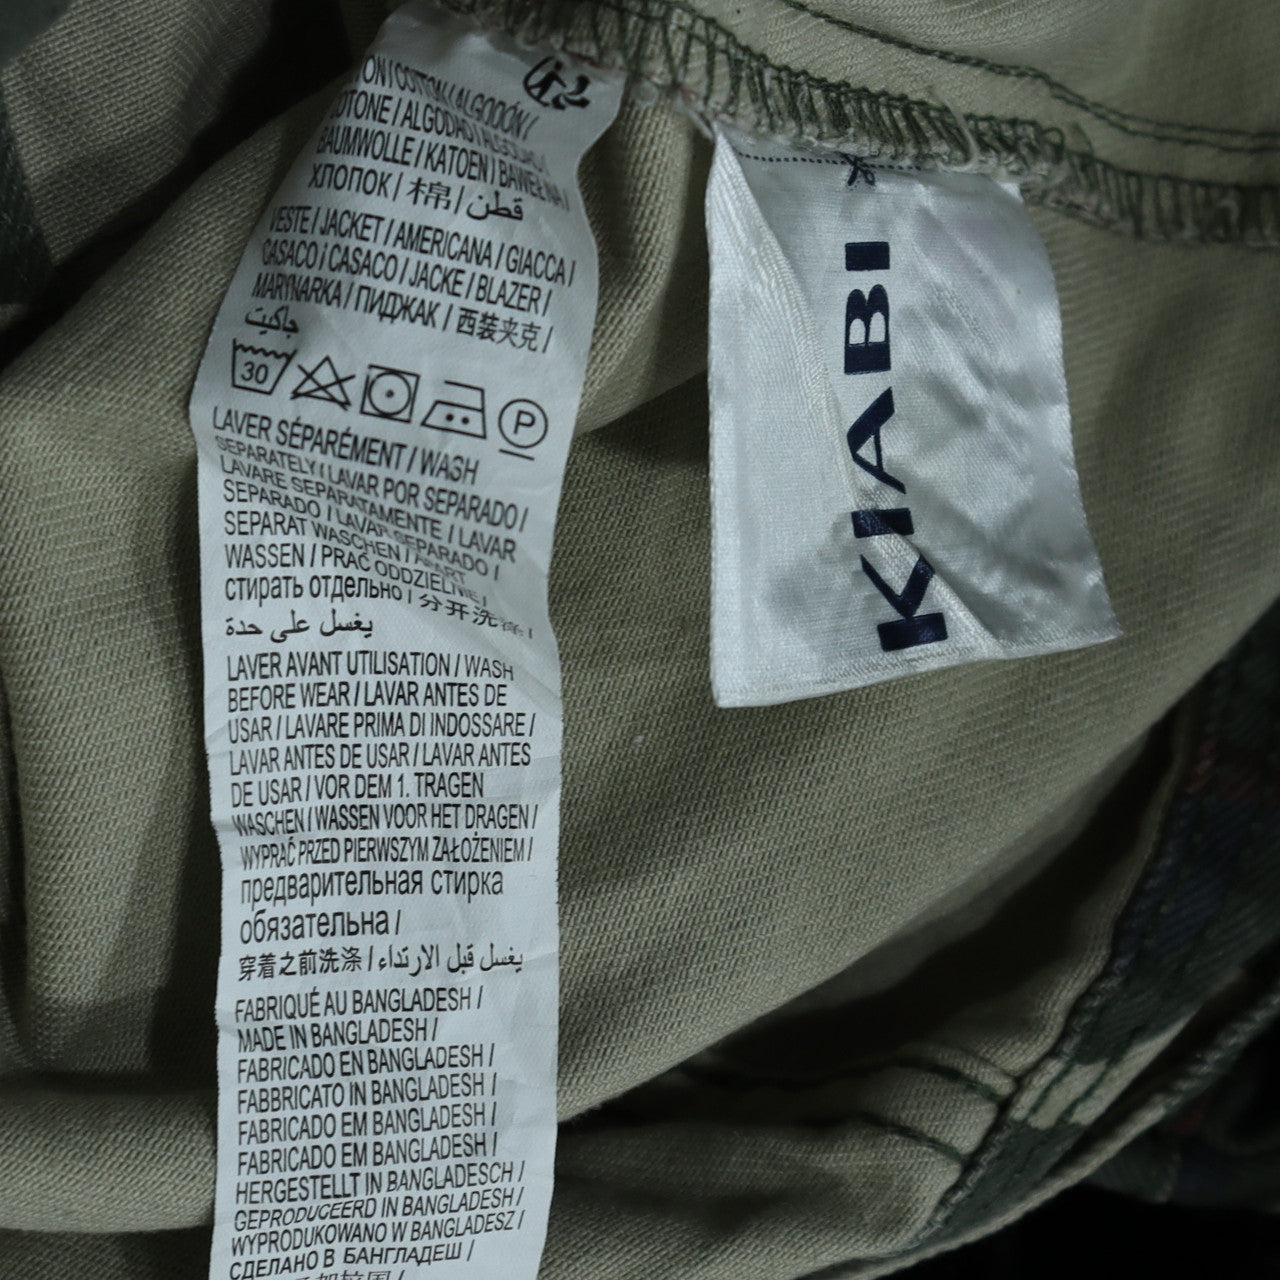 COTTON / ALGODÓN /
COTONE / ALGODÃO / ALGODÃO /
BAUMWOLLE / KATOEN / BAWEŁNA /
ХЛОПОК / 棉 / قطن
VESTE / JACKET / AMERICANA / GIACCA /
CASACO / CASACO / JACKE / BLAZER /
MARYNARKA / ПИДЖАК / 西装夹克 /
جاكيت
30 P
LAVER SÉPARÉMENT / WASH
SEPARATELY / LAVAR POR SEPARADO /
LAVARE SEPARATAMENTE / LAVAR
SEPARADO / LAVAR SEPARADO /
SEPARAT WASCHEN / APART
WASSEN / PRAĆ ODDZIELNIE /
стирать отдельно / 分开洗涤 /
يغسل على حدة
LAVER AVANT UTILISATION / WASH
BEFORE WEAR / LAVAR ANTES DE
USAR / LAVARE PRIMA DI INDOSSARE /
LAVAR ANTES DE USAR / LAVAR ANTES
DE USAR / VOR DEM 1. TRAGEN
WASCHEN / WASSEN VOOR HET DRAGEN /
WYPRAĆ PRZED PIERWSZYM ZAŁOŻENIEM /
предварительная стирка
обязательна /
穿着之前洗涤 / يغسل قبل الارتداء
FABRIQUÉ AU BANGLADESH /
MADE IN BANGLADESH /
FABRICADO EN BANGLADESH /
FABBRICATO IN BANGLADESH /
FABRICADO EM BANGLADESH /
FABRICADO EM BANGLADESH /
HERGESTELLT IN BANGLADESCH /
GEPRODUCEERD IN BANGLADESH /
WYPRODUKOWANO W BANGLADESZ /
СДЕЛАНО В БАНГЛАДЕШ /
KIABI